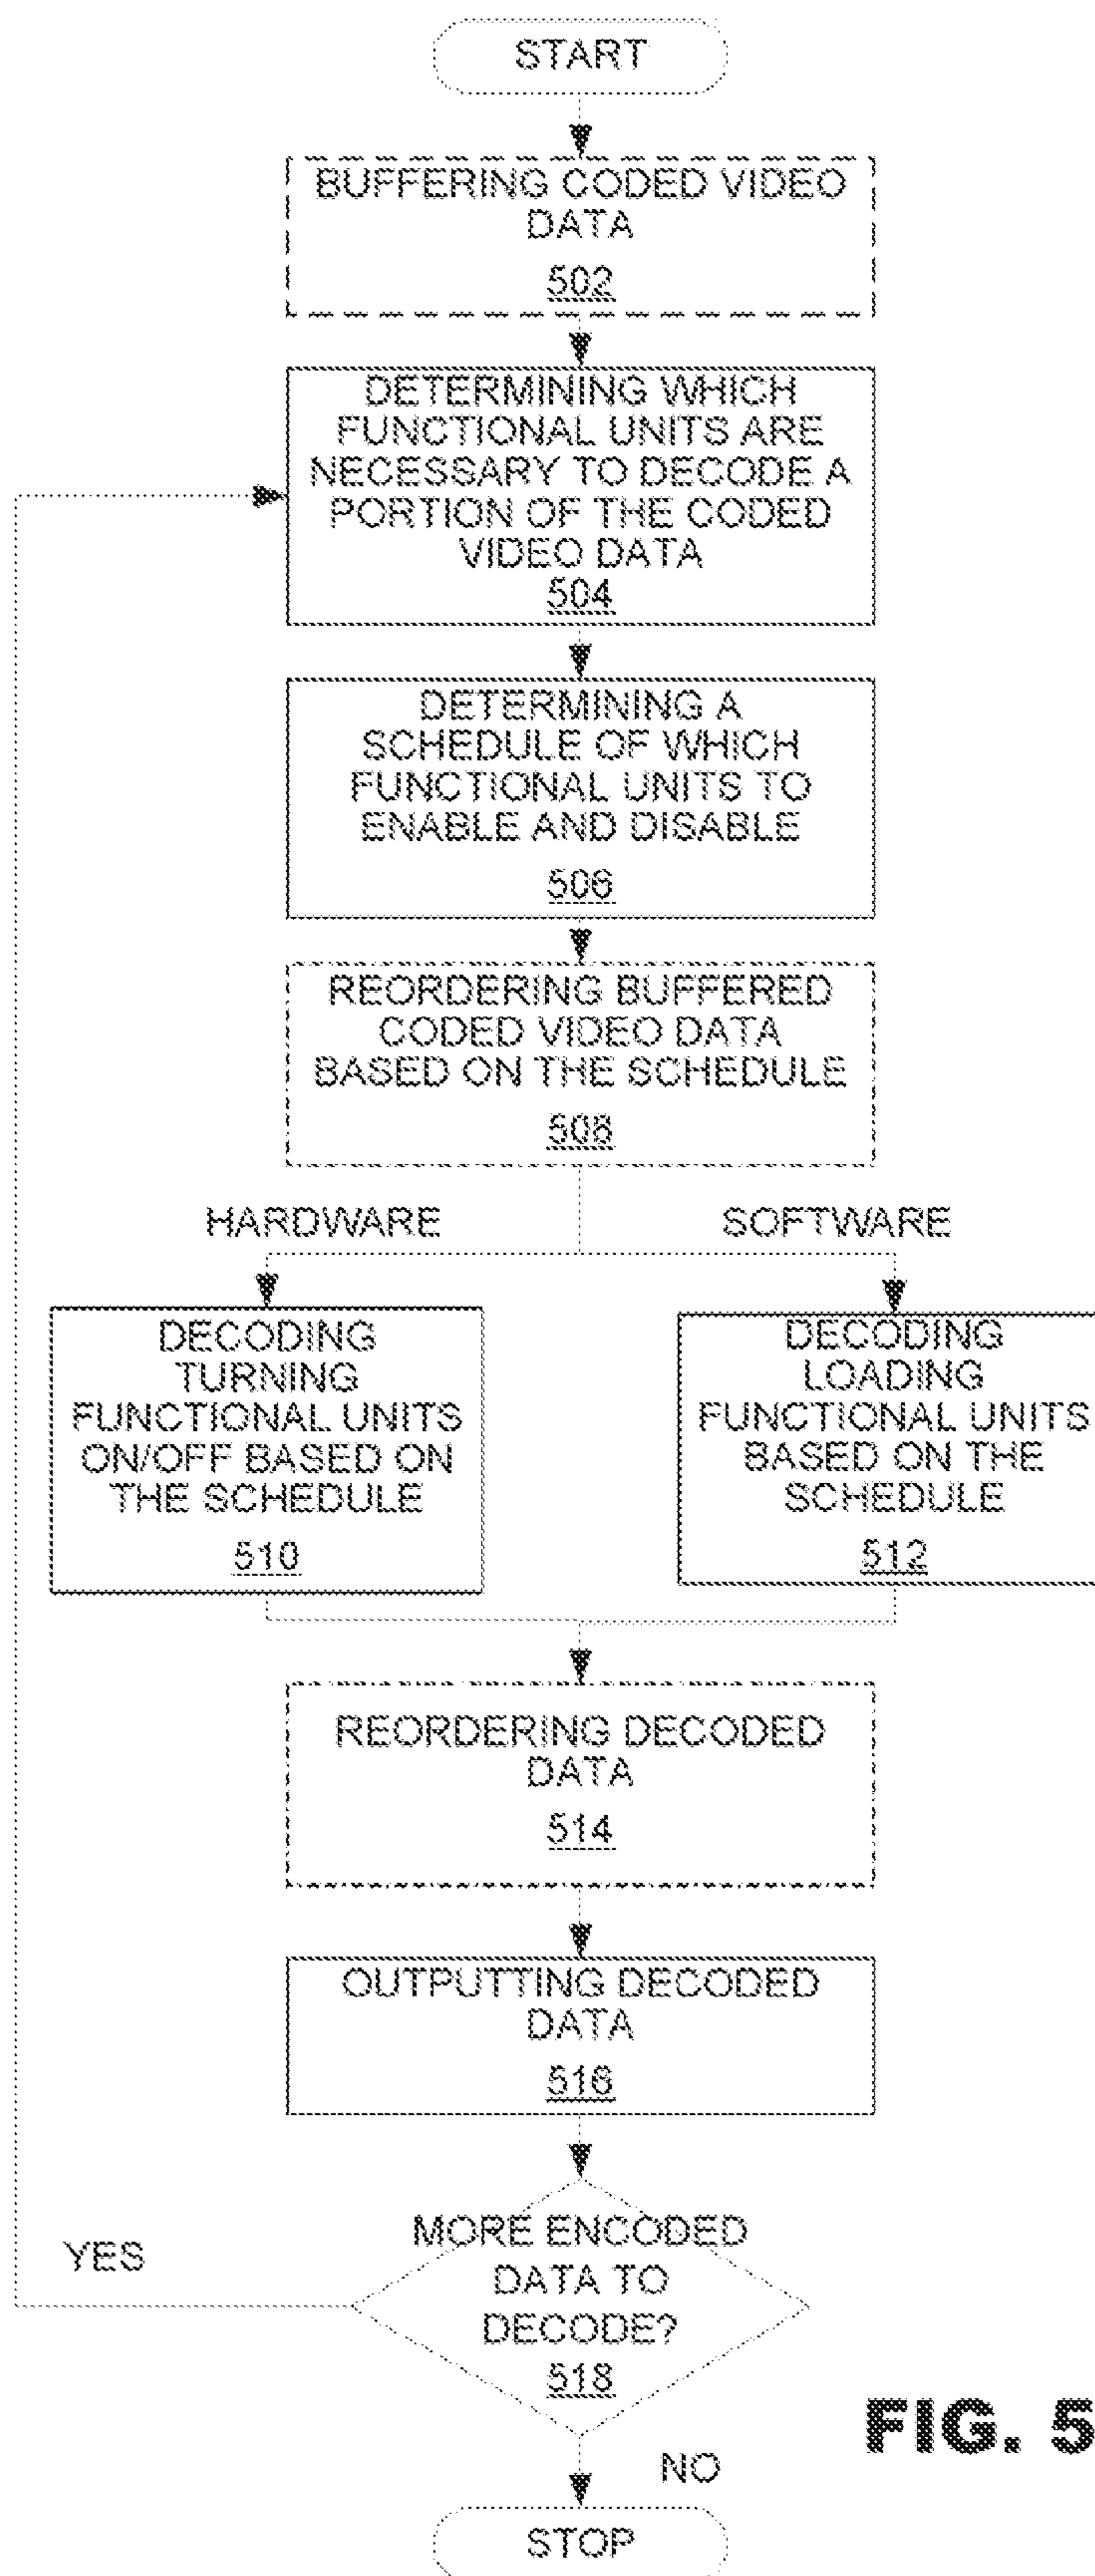 START
BUFFERING CODED VIDEO
DATA
502
DETERMINING WHICH
FUNCTIONAL UNITS ARE
NECESSARY TO DECODE A
PORTION OF THE CODED
VIDEO DATA
504
DETERMINING A
SCHEDULE OF WHICH
FUNCTIONAL UNITS TO
ENABLE AND DISABLE
506
REORDERING BUFFERED
CODED VIDEO DATA
BASED ON THE SCHEDULE
508
HARDWARE
SOFTWARE
DECODING
TURNING
FUNCTIONAL UNITS
ON/OFF BASED ON
THE SCHEDULE
510
DECODING
LOADING
FUNCTIONAL UNITS
BASED ON THE
SCHEDULE
512
REORDERING DECODED
DATA
514
OUTPUTTING DECODED
DATA
516
YES
MORE ENCODED
DATA TO
DECODE?
518
FIG. 5
NO
STOP